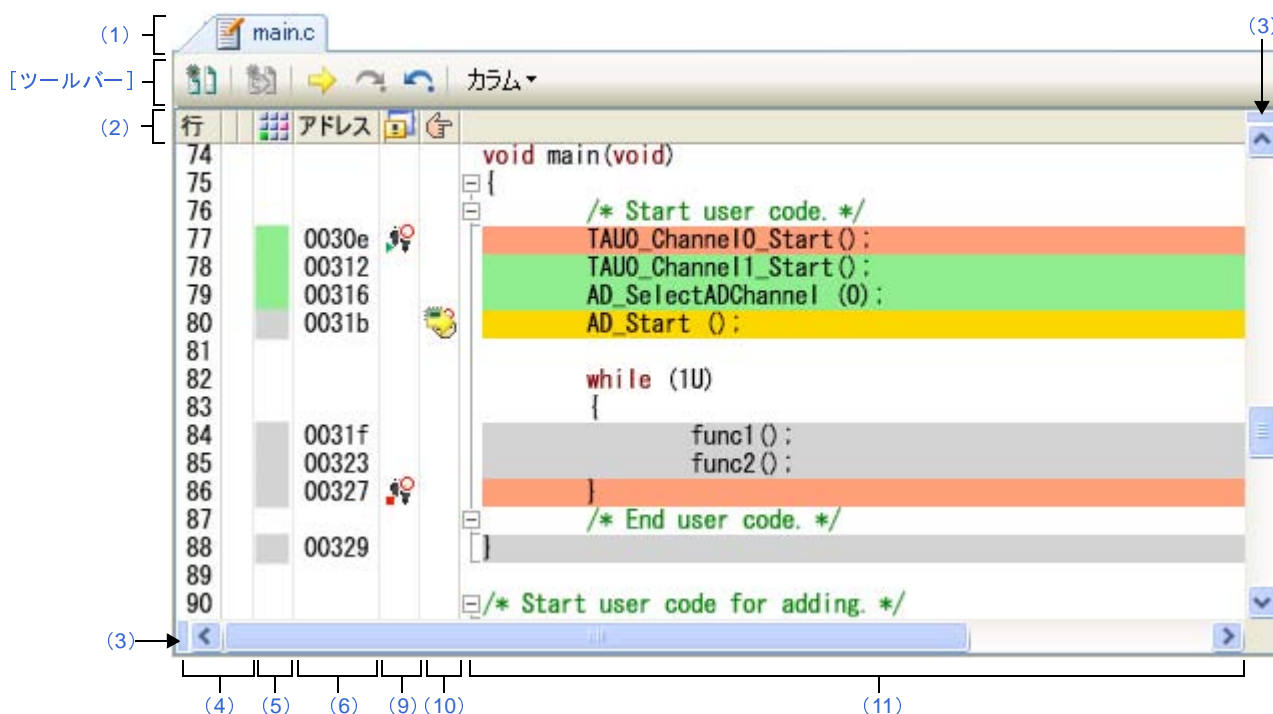 (1) main.c (3)
[ツールバー] カラム
(2) 行 アドレス
74 void main(void)
75 {
76 /* Start user code. */
77 0030e TAU0_Channel0_Start();
78 00312 TAU0_Channel1_Start();
79 00316 AD_SelectADChannel (0);
80 0031b AD_Start ();
81
82 while (1U)
83 {
84 0031f func1();
85 00323 func2();
86 00327 }
87 /* End user code. */
88 00329 }
89
90 /* Start user code for adding. */
(3)
(4) (5) (6) (9) (10) (11)